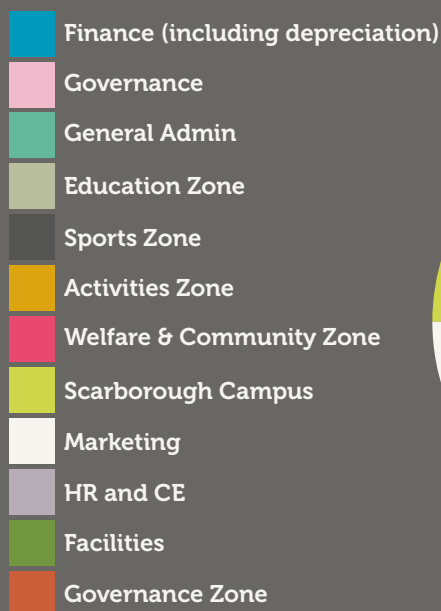 Finance (including depreciation)
Governance
General Admin
Education Zone
Sports Zone
Activities Zone
Welfare & Community Zone
Scarborough Campus
Marketing
HR and CE
Facilities
Governance Zone